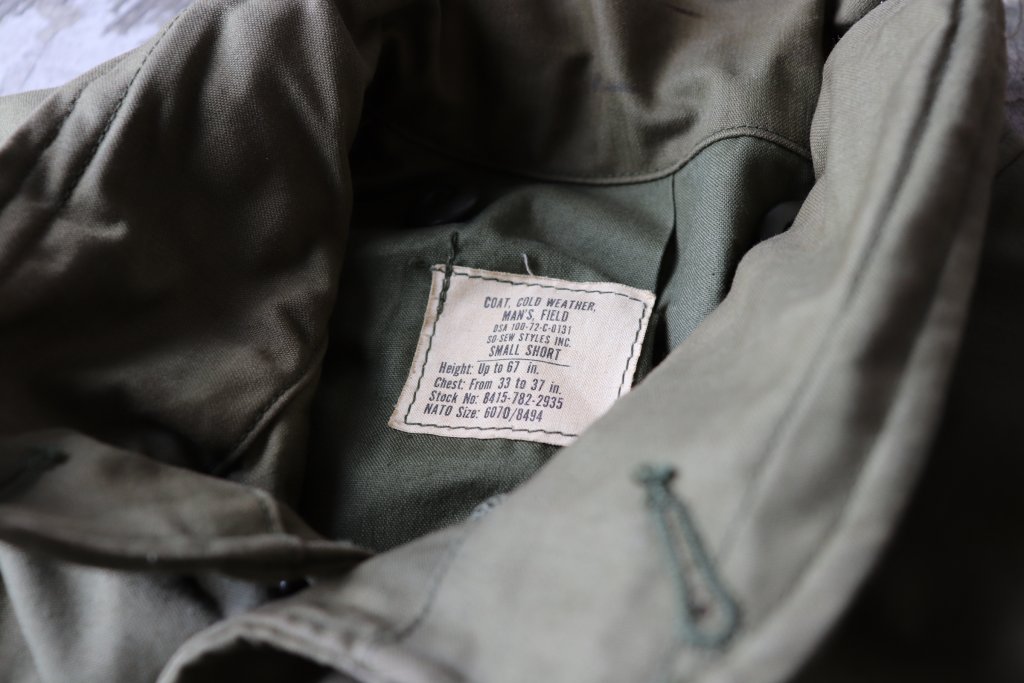 COAT, COLD WEATHER,
MAN'S, FIELD
DSA 100-72-C-0131
SO-SEW STYLES INC.
SMALL SHORT
Height: Up to 67 in.
Chest: From 33 to 37 in.
Stock No: 8415-782-2935
NATO Size: 6070/8494